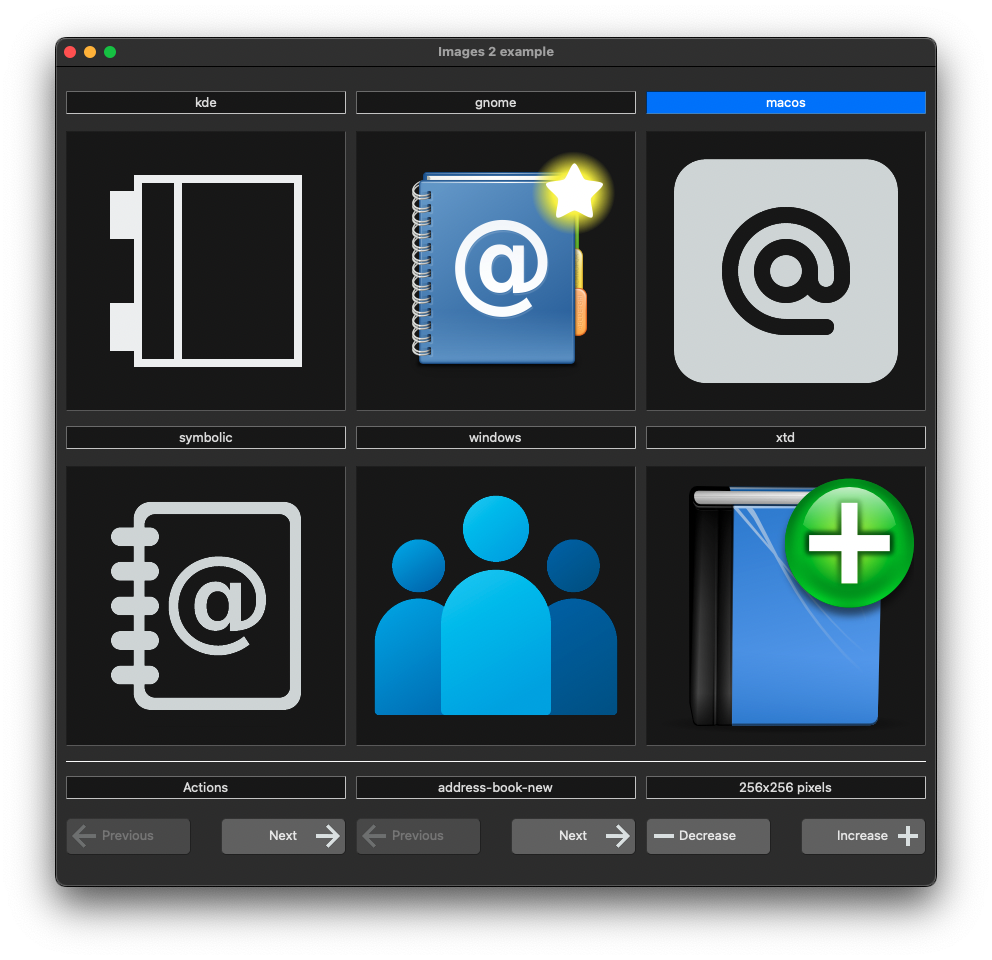 Images 2 example
kde
gnome
macos
@
@
symbolic
windows
xtd
@
Actions
address-book-new
256x256 pixels
Previous
Next
Previous
Next
Decrease
Increase